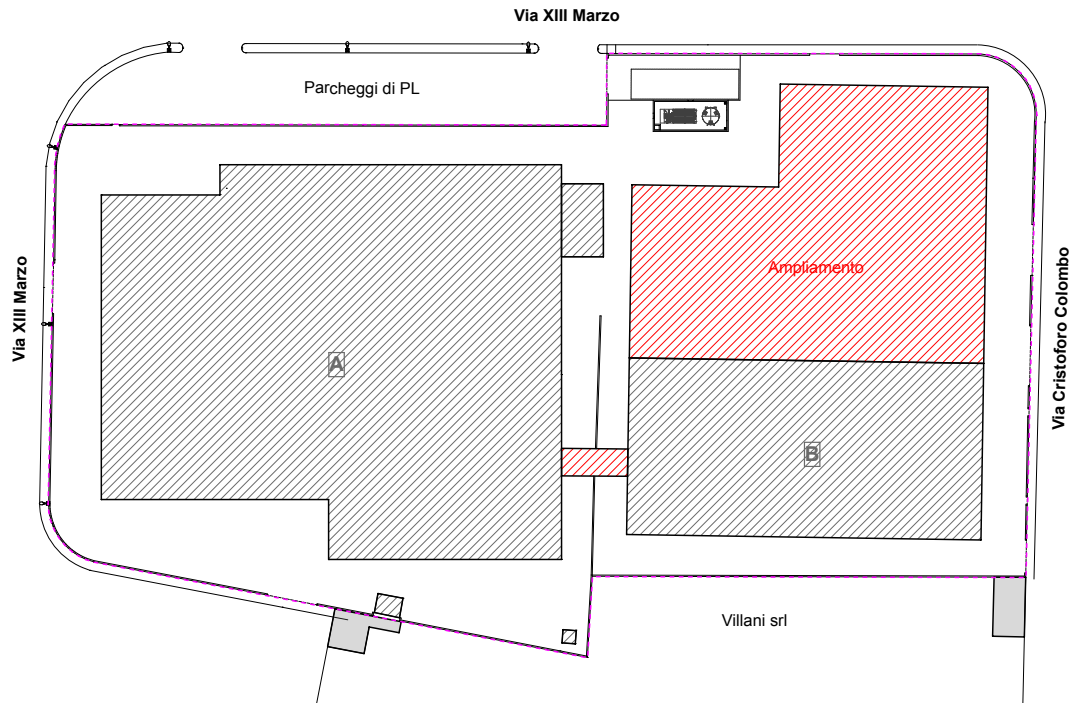 Via XIII Marzo
Parcheggi di PL
Via XIII Marzo
Ampliamento
Via Cristoforo Colombo
A
B
Villani srl